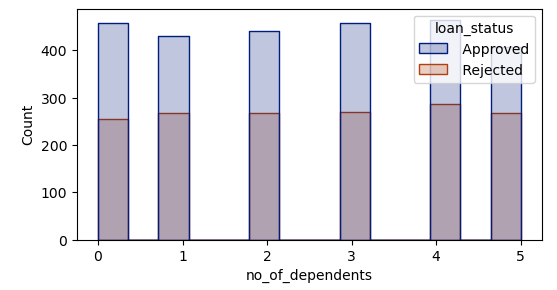 loan_status
Approved
Rejected
400
300
200
100
0
Count
0 1 2 3 4 5
no_of_dependents